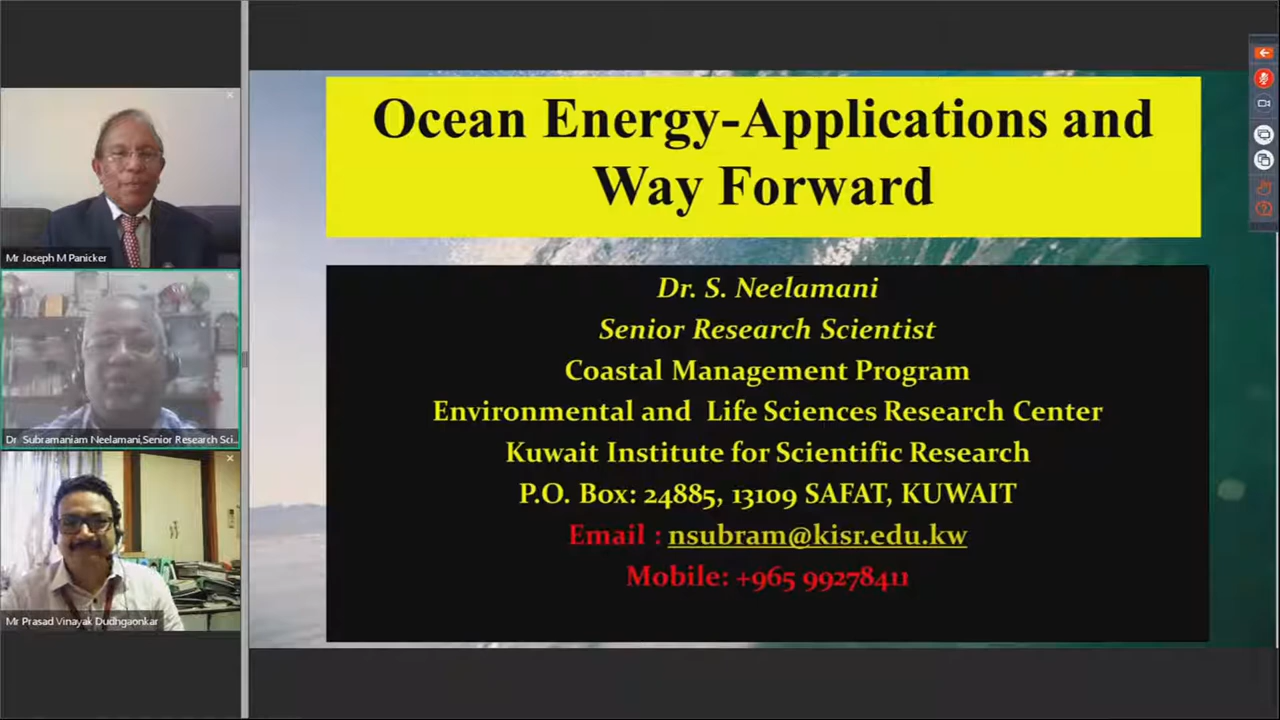 Mr Joseph M Panicker
Dr Subramaniam Neelamani,Senior Research Sci...
Mr Prasad Vinayak Dudhgaonkar
Ocean Energy-Applications and
Way Forward
Dr. S. Neelamani
Senior Research Scientist
Coastal Management Program
Environmental and Life Sciences Research Center
Kuwait Institute for Scientific Research
P.O. Box: 24885, 13109 SAFAT, KUWAIT
Email : nsubram@kisr.edu.kw
Mobile: +965 99278411